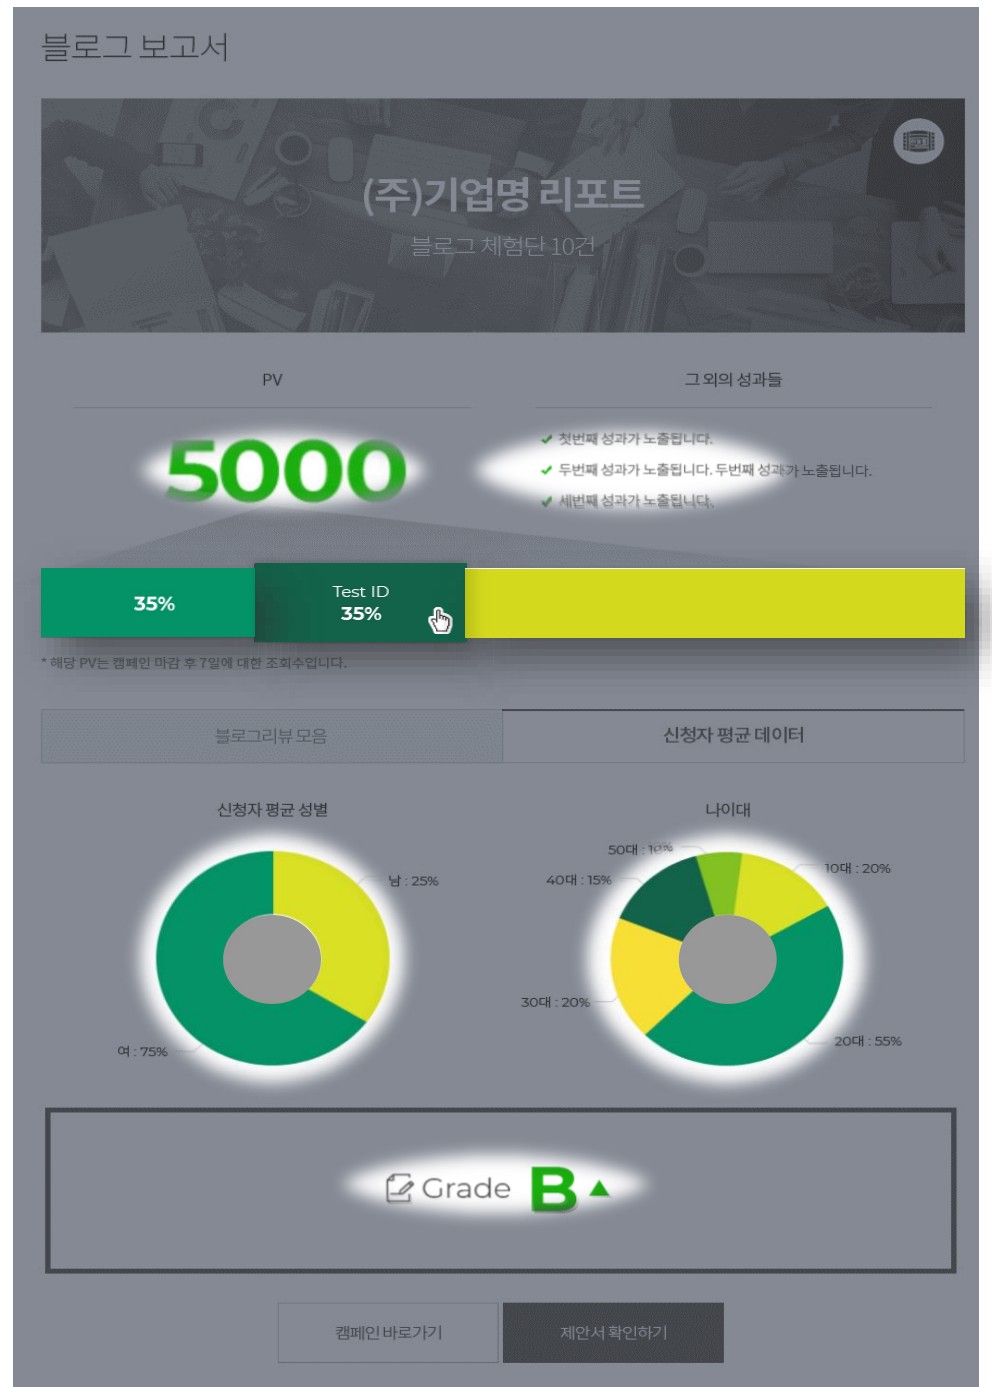 블로그 보고서
(주)기업명 리포트
블로그 체험단 10건
PV
5000
그 외의 성과들
첫번째 성과가 노출됩니다.
두번째 성과가 노출됩니다. 두번째 성과가 노출됩니다.
세번째 성과가 노출됩니다.
35%
Test ID
35%
* 해당 PV는 캠페인 마감 후 7일에 대한 조회수입니다.
블로그리뷰 모음
신청자 평균 데이터
신청자 평균 성별
남 : 25%
여 : 75%
나이대
50대 : 10%
10대 : 20%
40대 : 15%
30대 : 20%
20대 : 55%
Grade B
캠페인 바로가기
제안서 확인하기